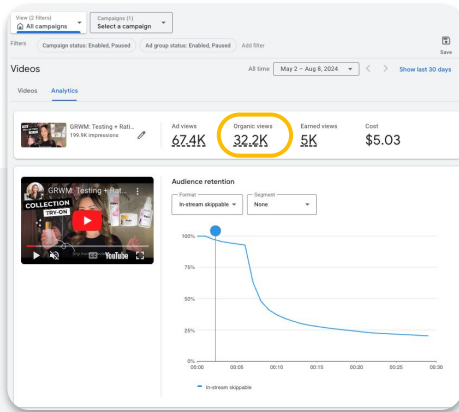 View (2 filters)
All campaigns
Campaigns (1)
Select a campaign
Filters
Campaign status: Enabled, Paused
Ad group status: Enabled, Paused
Add filter
Save
Videos
All time
May 2 – Aug 8, 2024
Show last 30 days
Videos
Analytics
GRWM: Testing + Rati...
199.9K impressions
Ad views
67.4K
Organic views
32.2K
Earned views
5K
Cost
$5.03
GRWM: Testing + Rat...
COLLECTION
TRY-ON
YouTube
Audience retention
Format
In-stream skippable
Segment
None
100%
75%
50%
25%
0%
00:00
00:05
00:10
00:15
00:20
00:25
00:30
In-stream skippable